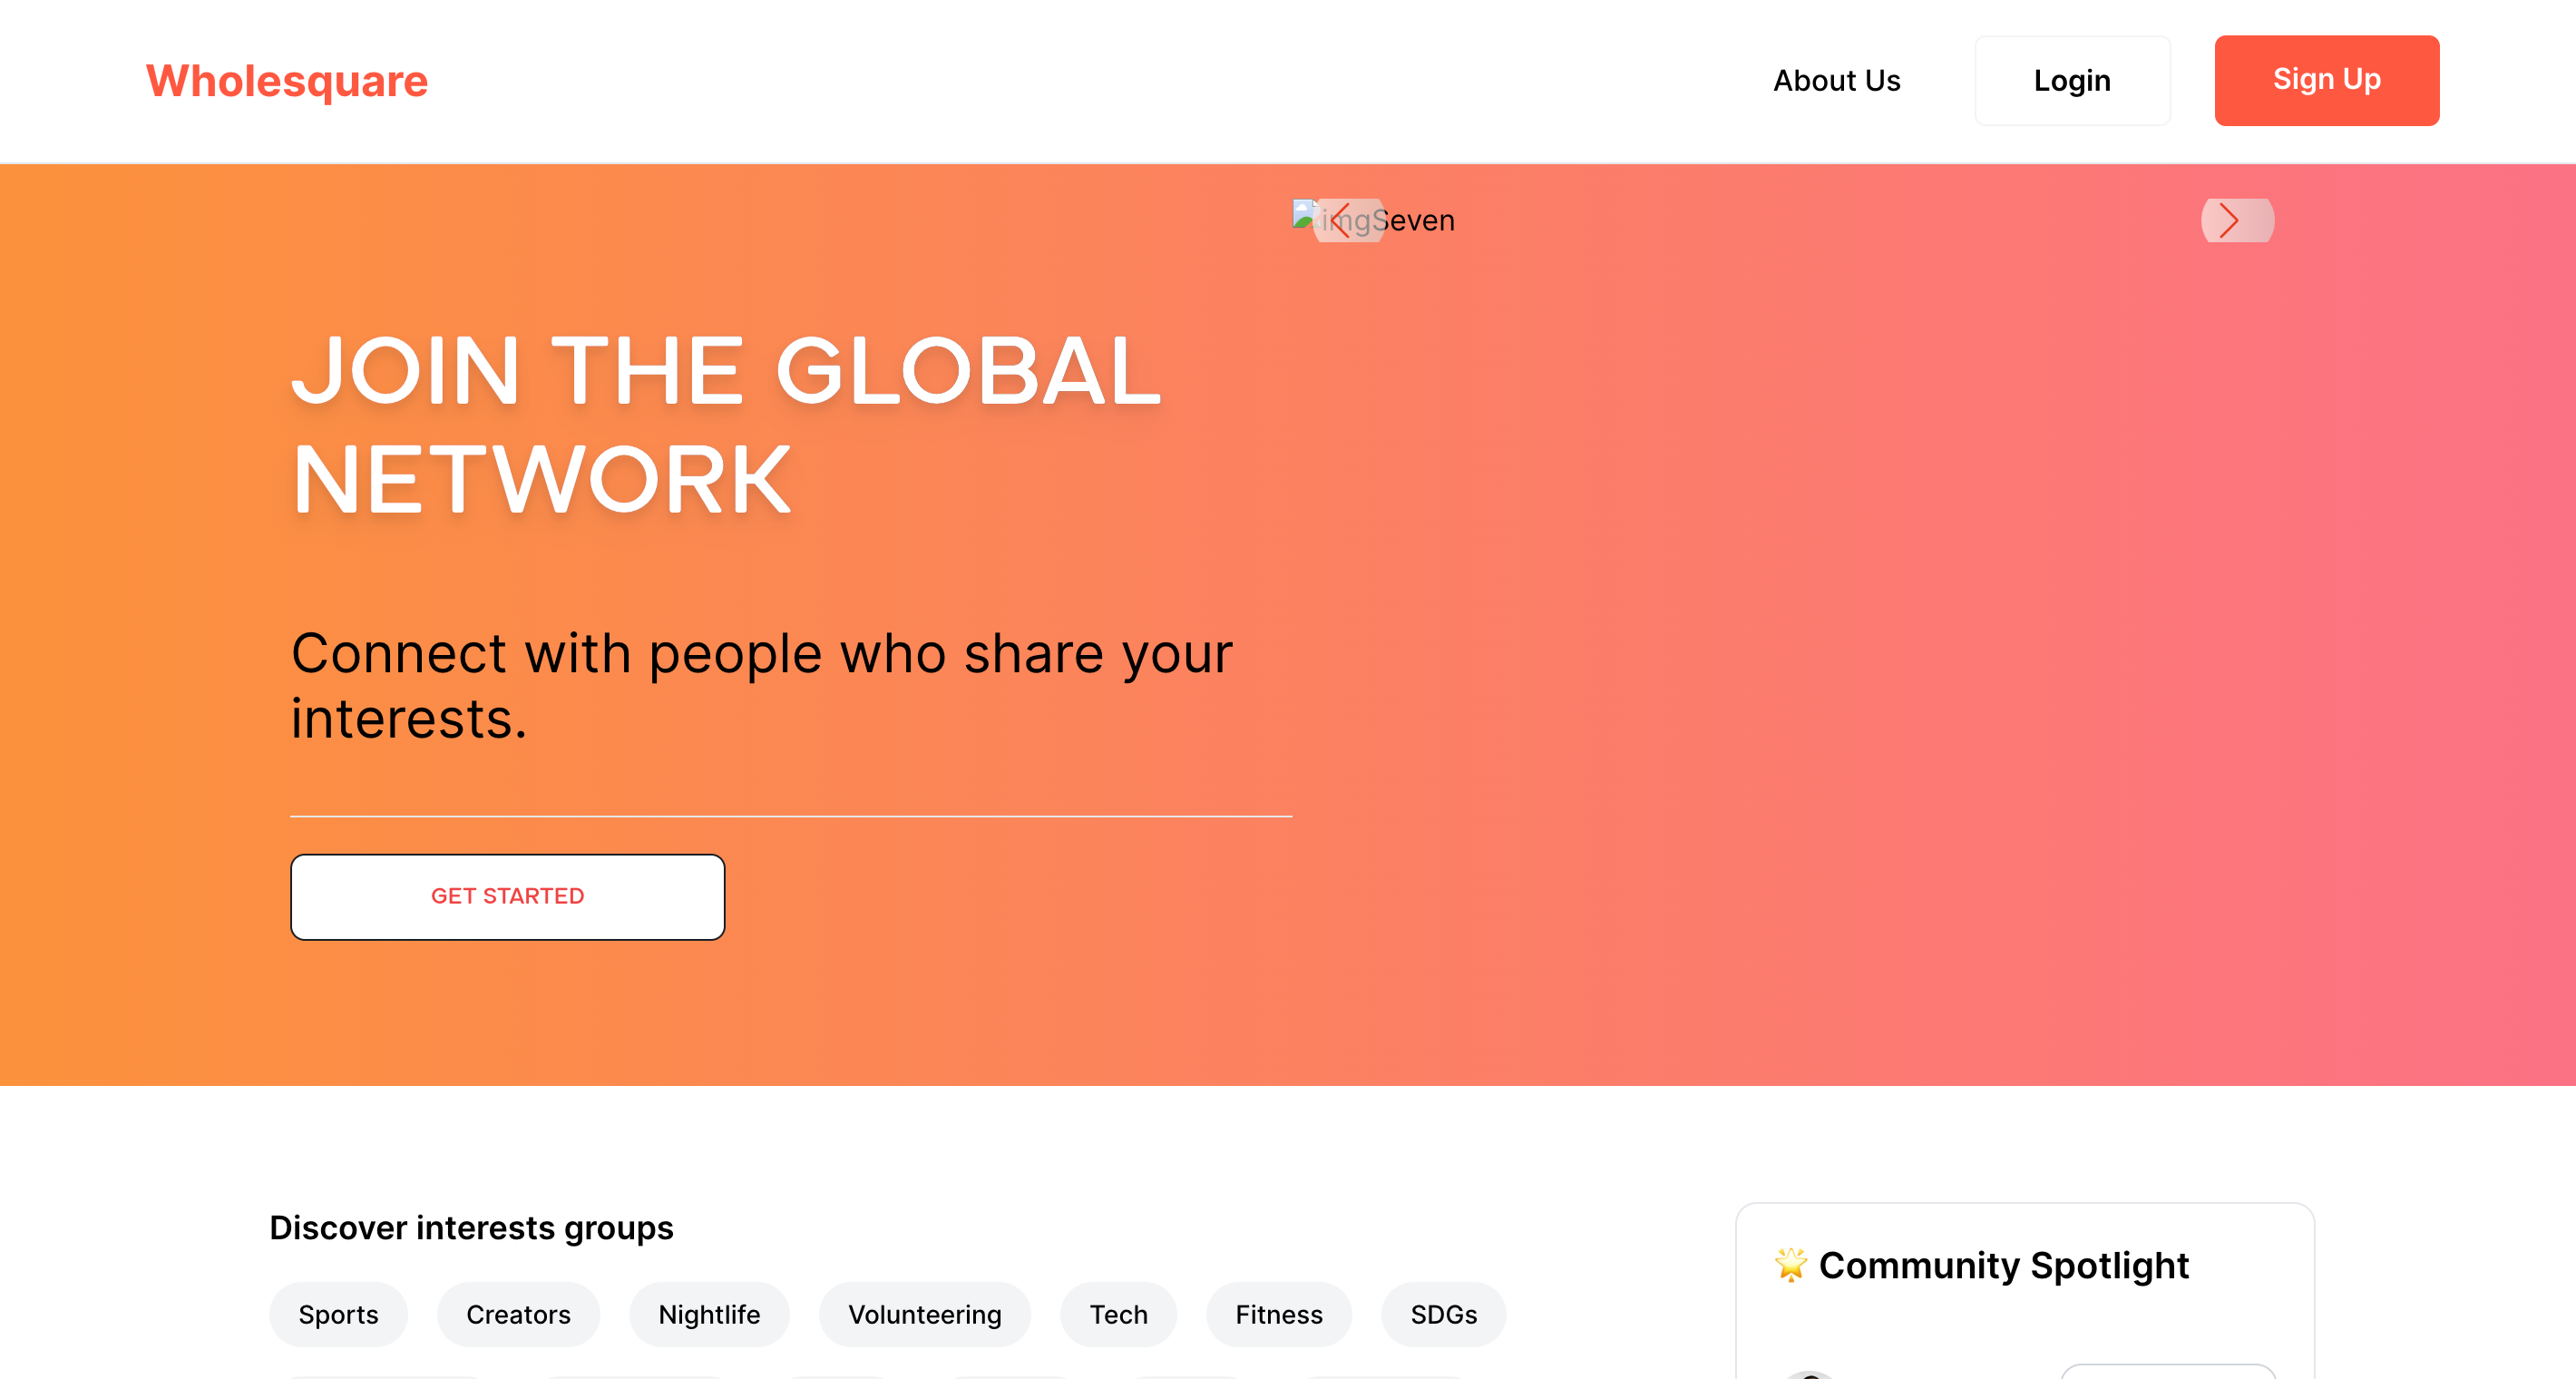 Wholesquare
About Us
Login
Sign Up
imgSeven
JOIN THE GLOBAL
NETWORK
Connect with people who share your
interests.
GET STARTED
Discover interests groups
Sports
Creators
Nightlife
Volunteering
Tech
Fitness
SDGs
🌟 Community Spotlight